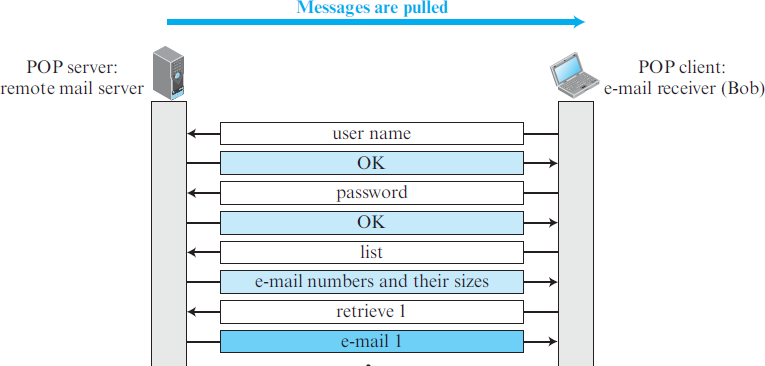 Messages are pulled
POP server:
remote mail server
POP client:
e-mail receiver (Bob)
user name
OK
password
OK
list
e-mail numbers and their sizes
retrieve 1
e-mail 1